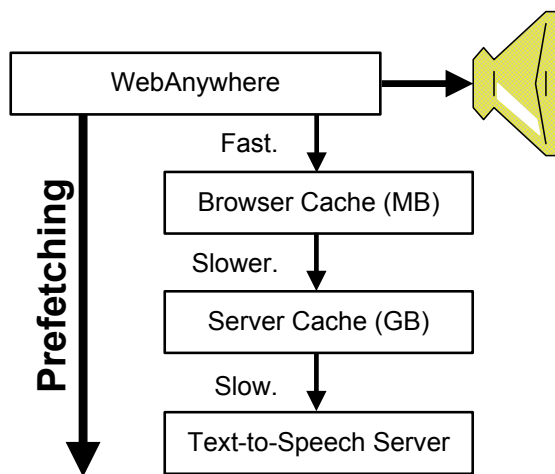 WebAnywhere
Fast.
Browser Cache (MB)
Slower.
Server Cache (GB)
Slow.
Text-to-Speech Server
Prefetching